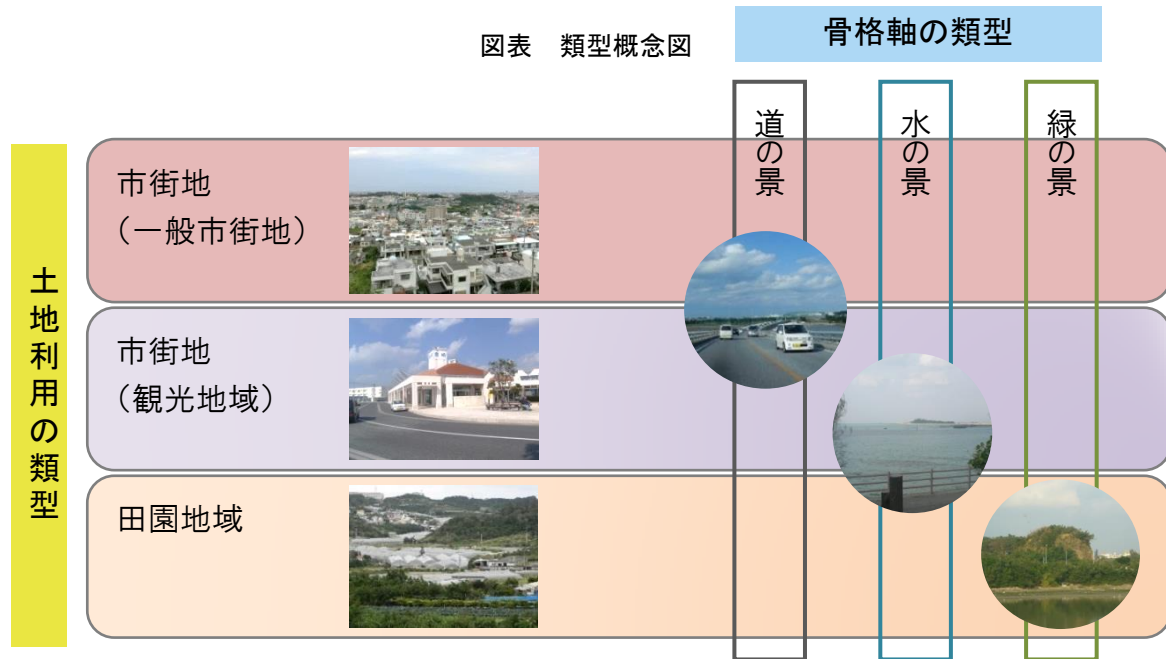 図表　類型概念図
骨格軸の類型
道の景
水の景
緑の景
土地利用の類型
市街地
（一般市街地）
市街地
（観光地域）
田園地域